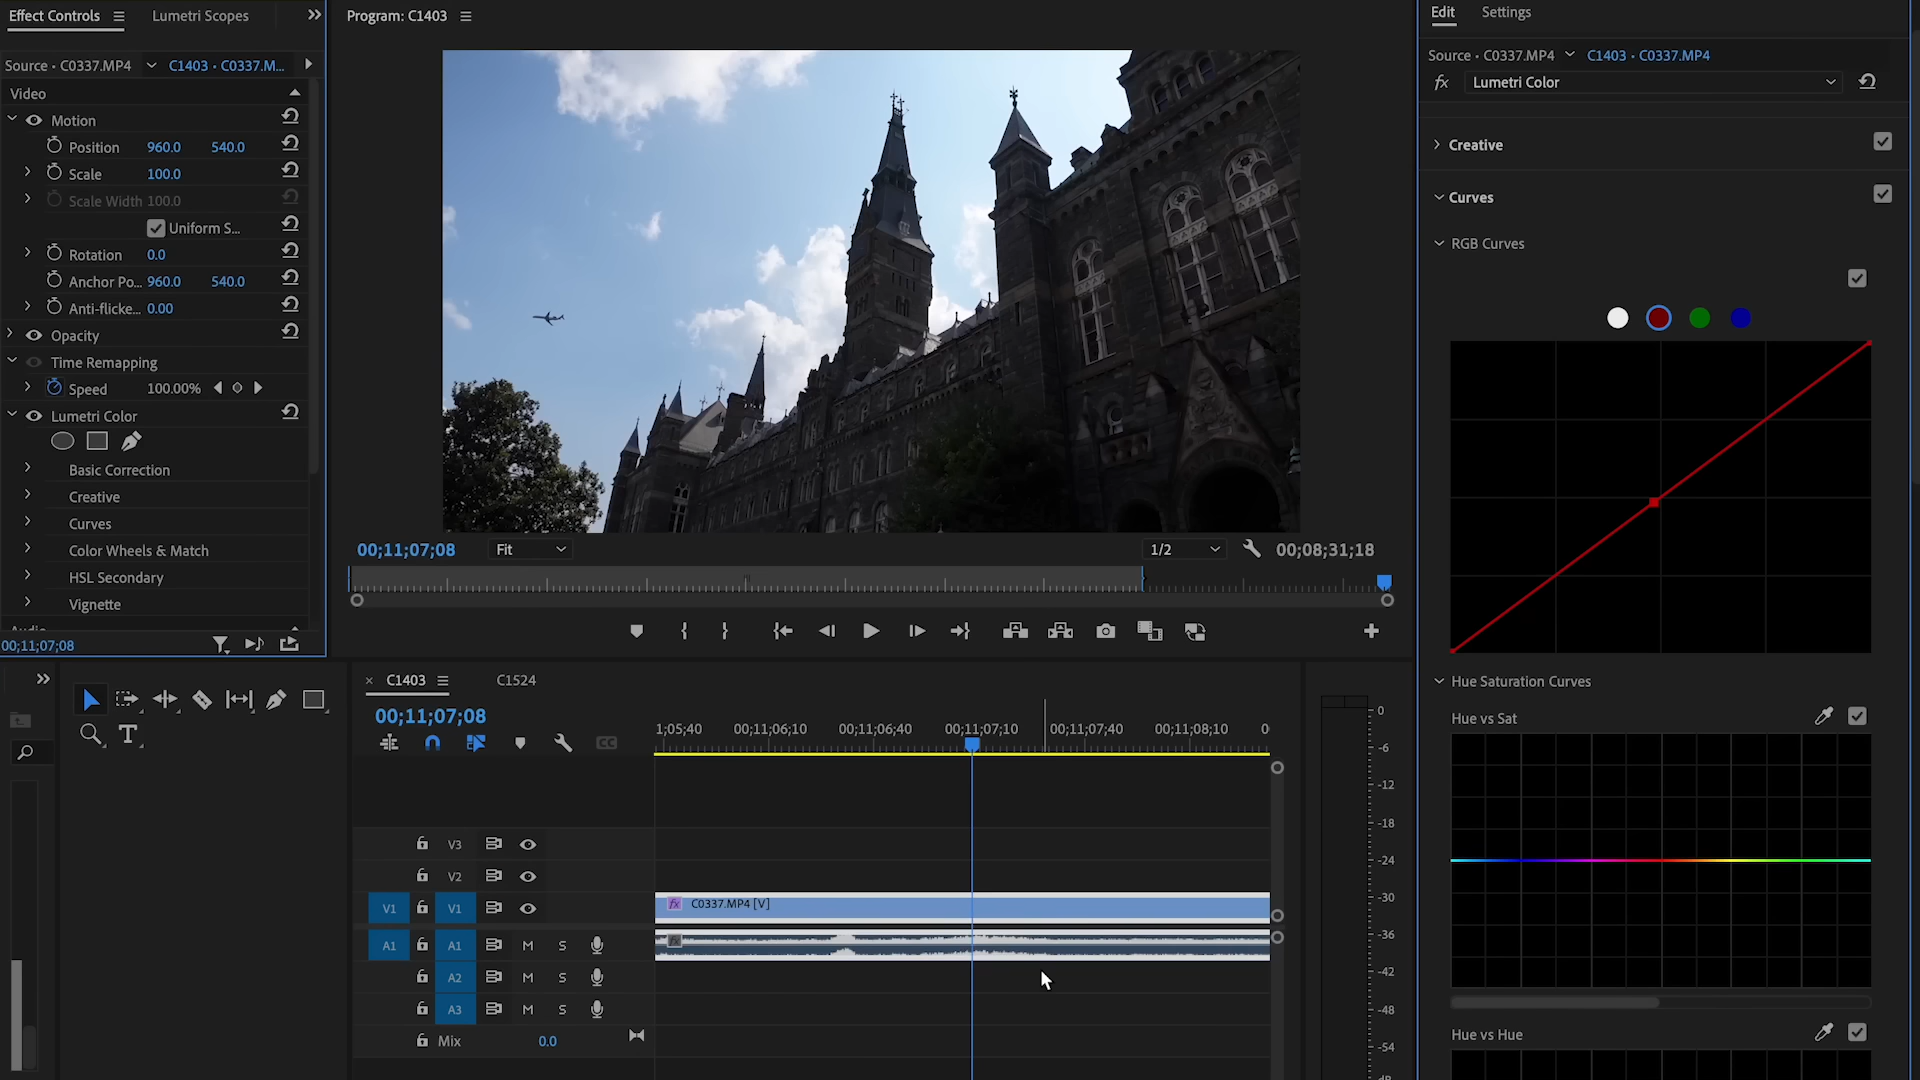 Effect Controls
Lumetri Scopes
Source • C0337.MP4
C1403 • C0337.M...
Video
Motion
Position 960.0 540.0
Scale 100.0
Scale Width 100.0
Uniform S...
Rotation 0.0
Anchor Po... 960.0 540.0
Anti-flicke... 0.00
Opacity
Time Remapping
Speed 100.00%
Lumetri Color
Basic Correction
Creative
Curves
Color Wheels & Match
HSL Secondary
Vignette
00;11;07;08
Program: C1403
00;11;07;08
Fit
1/2
00;08;31;18
C1403
C1524
00;11;07;08
1;05;40 00;11;06;10 00;11;06;40 00;11;07;10 00;11;07;40 00;11;08;10 0
V3
V2
V1 V1
fx C0337.MP4 [V]
A1 A1 M S
A2 M S
A3 M S
Mix 0.0
0
-6
-12
-18
-24
-30
-36
-42
-48
-54
dB
Edit
Settings
Source • C0337.MP4
C1403 • C0337.MP4
fx Lumetri Color
Creative
Curves
RGB Curves
Hue Saturation Curves
Hue vs Sat
Hue vs Hue